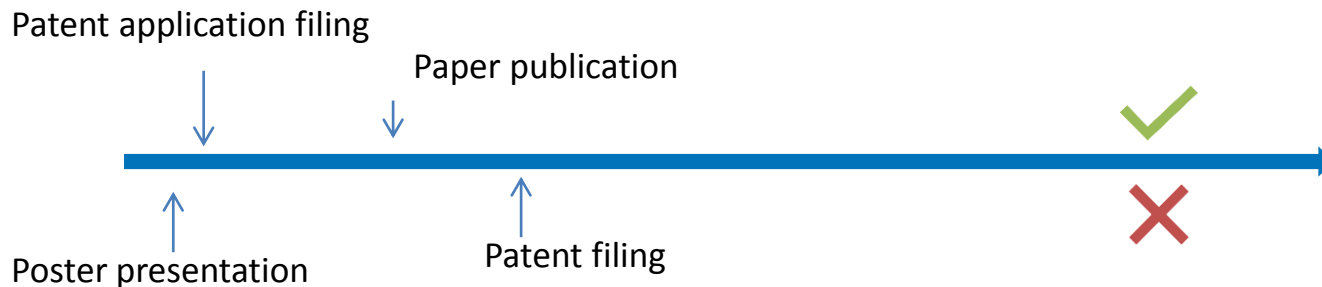 Patent application filing
Paper publication
Patent filing
Poster presentation